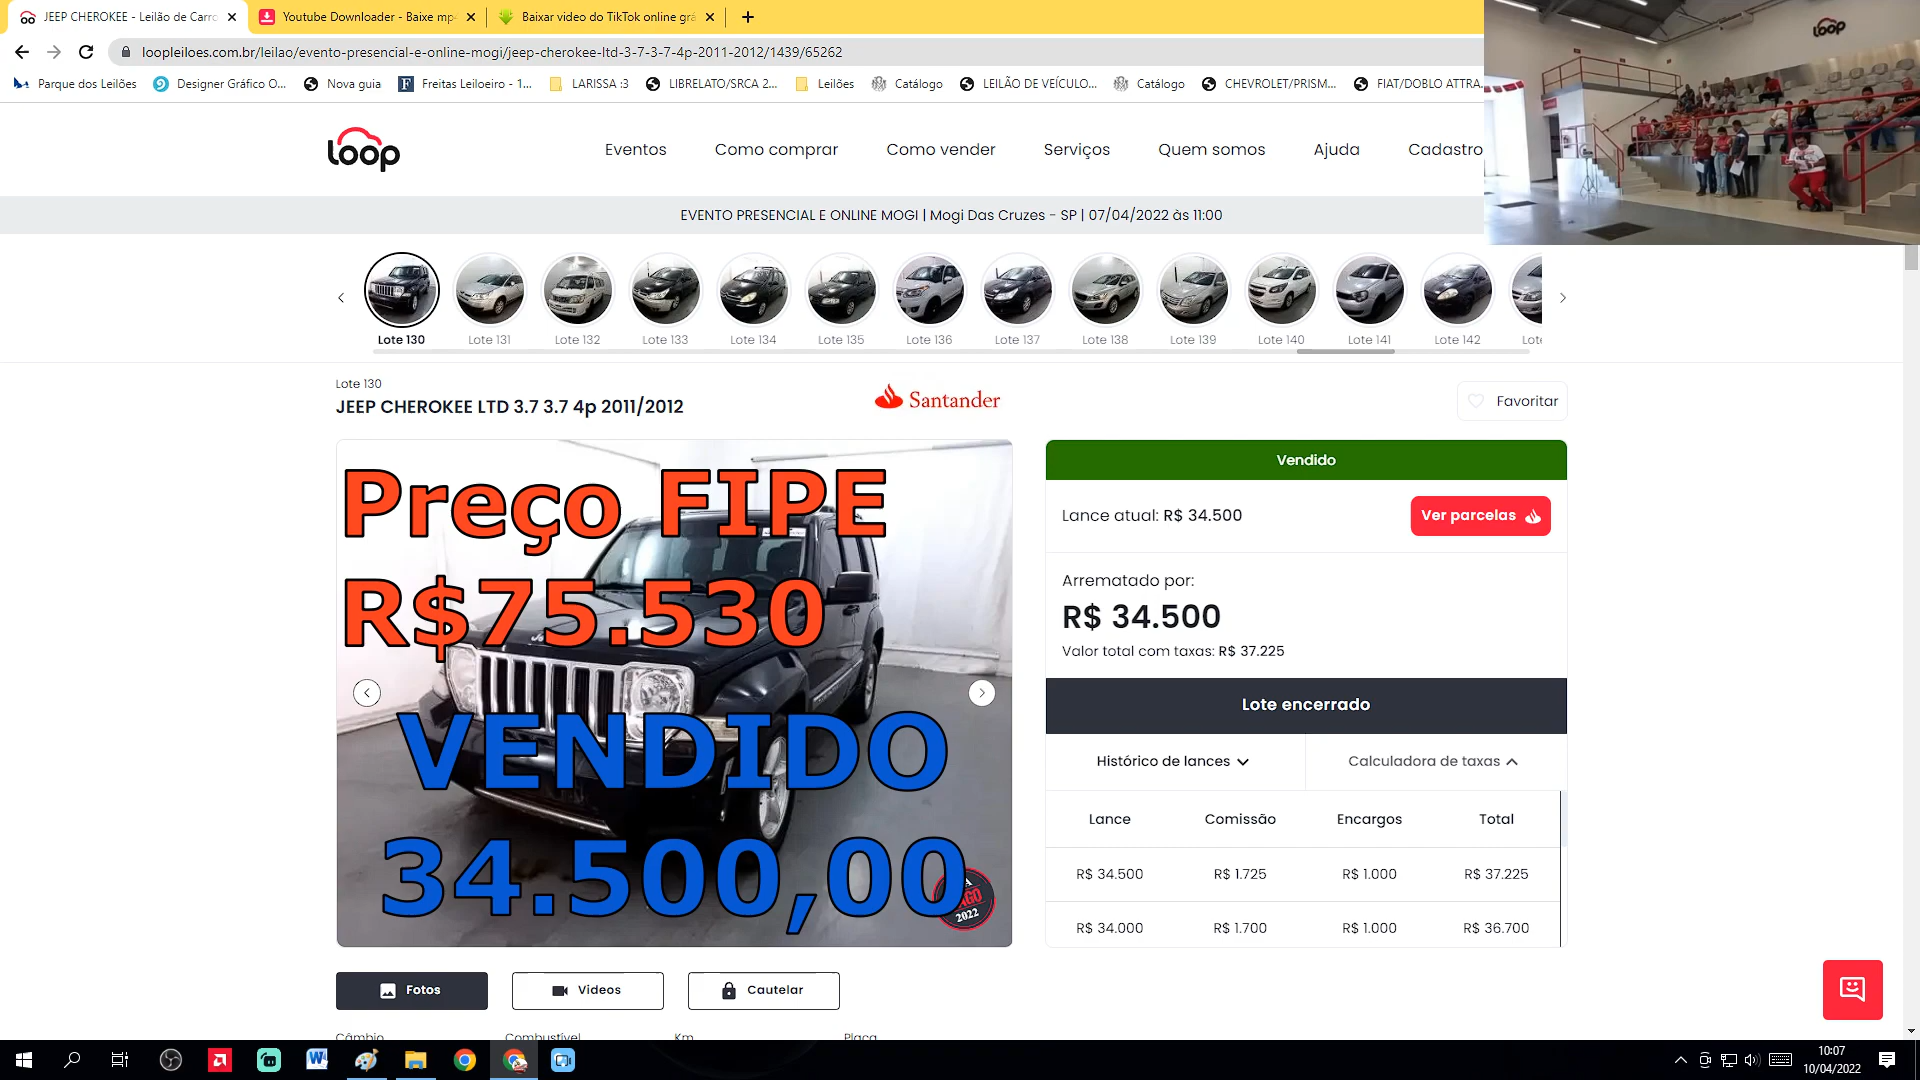 JEEP CHEROKEE - Leilão de Carro
Youtube Downloader - Baixe mp
Baixar video do TikTok online grá
loopleiloes.com.br/leilao/evento-presencial-e-online-mogi/jeep-cherokee-ltd-3-7-3-7-4p-2011-2012/1439/65262
Parque dos Leilões
Designer Gráfico O...
Nova guia
Freitas Leiloeiro - 1...
LARISSA :3
LIBRELATO/SRCA 2...
Leilões
Catálogo
LEILÃO DE VEÍCULO...
Catálogo
CHEVROLET/PRISM...
FIAT/DOBLO ATTRA...
loop
loop
Eventos
Como comprar
Como vender
Serviços
Quem somos
Ajuda
Cadastro
EVENTO PRESENCIAL E ONLINE MOGI | Mogi Das Cruzes - SP | 07/04/2022 às 11:00
Lote 130
Lote 131
Lote 132
Lote 133
Lote 134
Lote 135
Lote 136
Lote 137
Lote 138
Lote 139
Lote 140
Lote 141
Lote 142
Lote
Lote 130
JEEP CHEROKEE LTD 3.7 3.7 4p 2011/2012
Santander
Favoritar
Preço FIPE
R$75.530
VENDIDO
34.500,00
2022
Vendido
Lance atual: R$ 34.500
Ver parcelas
Arrematado por:
R$ 34.500
Valor total com taxas: R$ 37.225
Lote encerrado
Histórico de lances
Calculadora de taxas
Lance Comissão Encargos Total
R$ 34.500 R$ 1.725 R$ 1.000 R$ 37.225
R$ 34.000 R$ 1.700 R$ 1.000 R$ 36.700
Fotos
Videos
Cautelar
Câmbio
Combustível
Km
Placa
10:07
10/04/2022